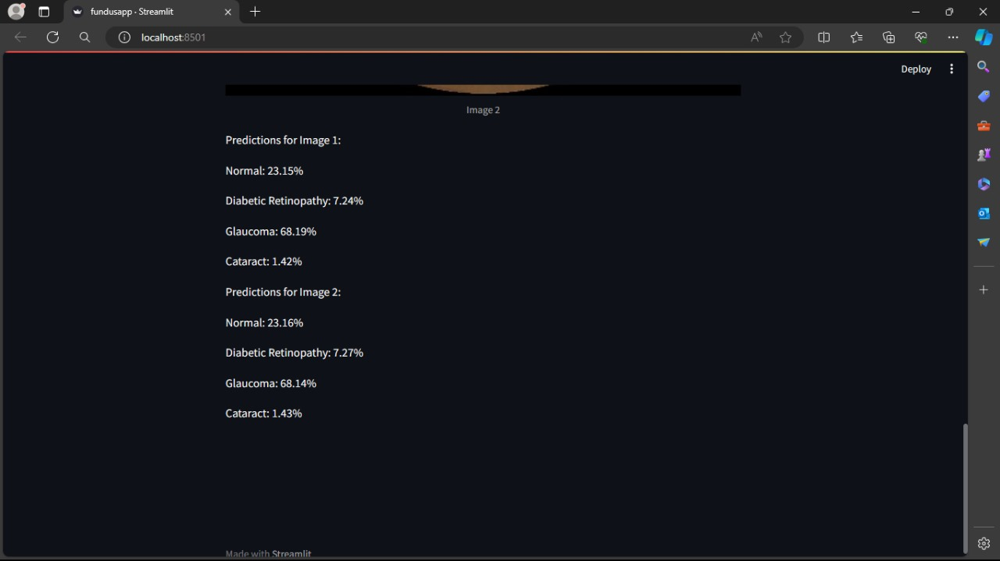 fundusapp · Streamlit
localhost:8501
Deploy
Image 2
Predictions for Image 1:
Normal: 23.15%
Diabetic Retinopathy: 7.24%
Glaucoma: 68.19%
Cataract: 1.42%
Predictions for Image 2:
Normal: 23.16%
Diabetic Retinopathy: 7.27%
Glaucoma: 68.14%
Cataract: 1.43%
Made with Streamlit